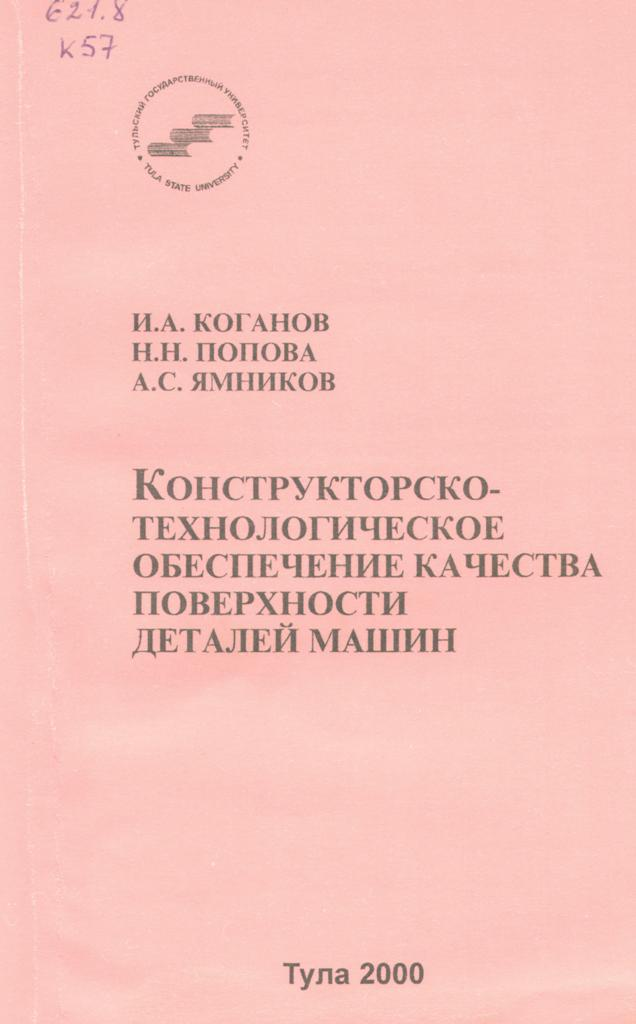 621.8
К57
ТУЛЬСКИЙ ГОСУДАРСТВЕННЫЙ УНИВЕРСИТЕТ
TULA STATE UNIVERSITY
И.А. КОГАНОВ
Н.Н. ПОПОВА
А.С. ЯМНИКОВ
КОНСТРУКТОРСКО-
ТЕХНОЛОГИЧЕСКОЕ
ОБЕСПЕЧЕНИЕ КАЧЕСТВА
ПОВЕРХНОСТИ
ДЕТАЛЕЙ МАШИН
Тула 2000